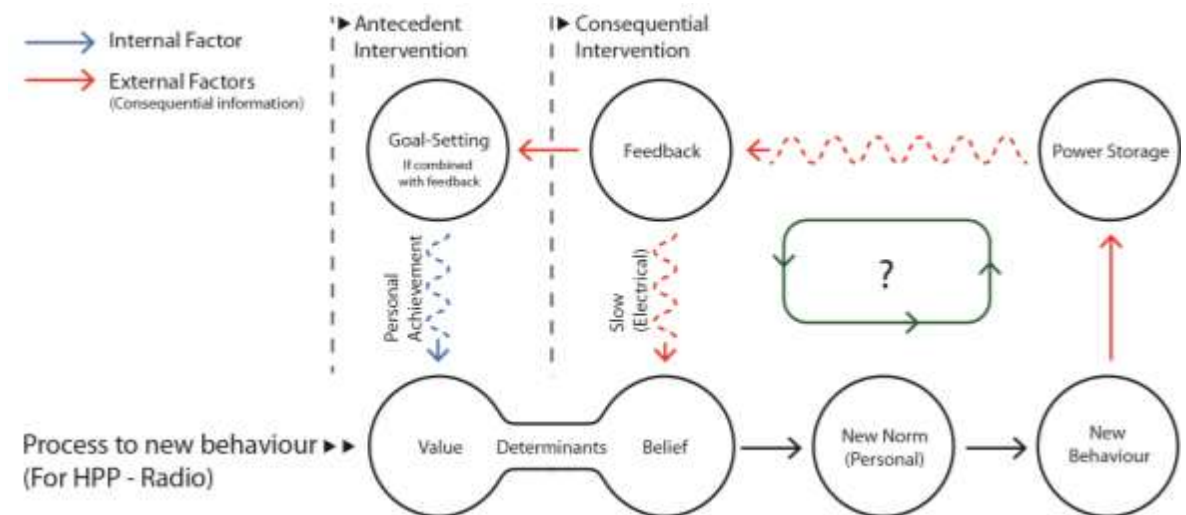 Internal Factor
External Factors
(Consequential information)
▶ Antecedent
Intervention
▶ Consequential
Intervention
Goal-Setting
If combined
with feedback
Feedback
Power Storage
Personal
Achievement
Slow
(Electrical)
?
Process to new behaviour ▶▶
(For HPP - Radio)
Value
Determinants
Belief
New Norm
(Personal)
New
Behaviour